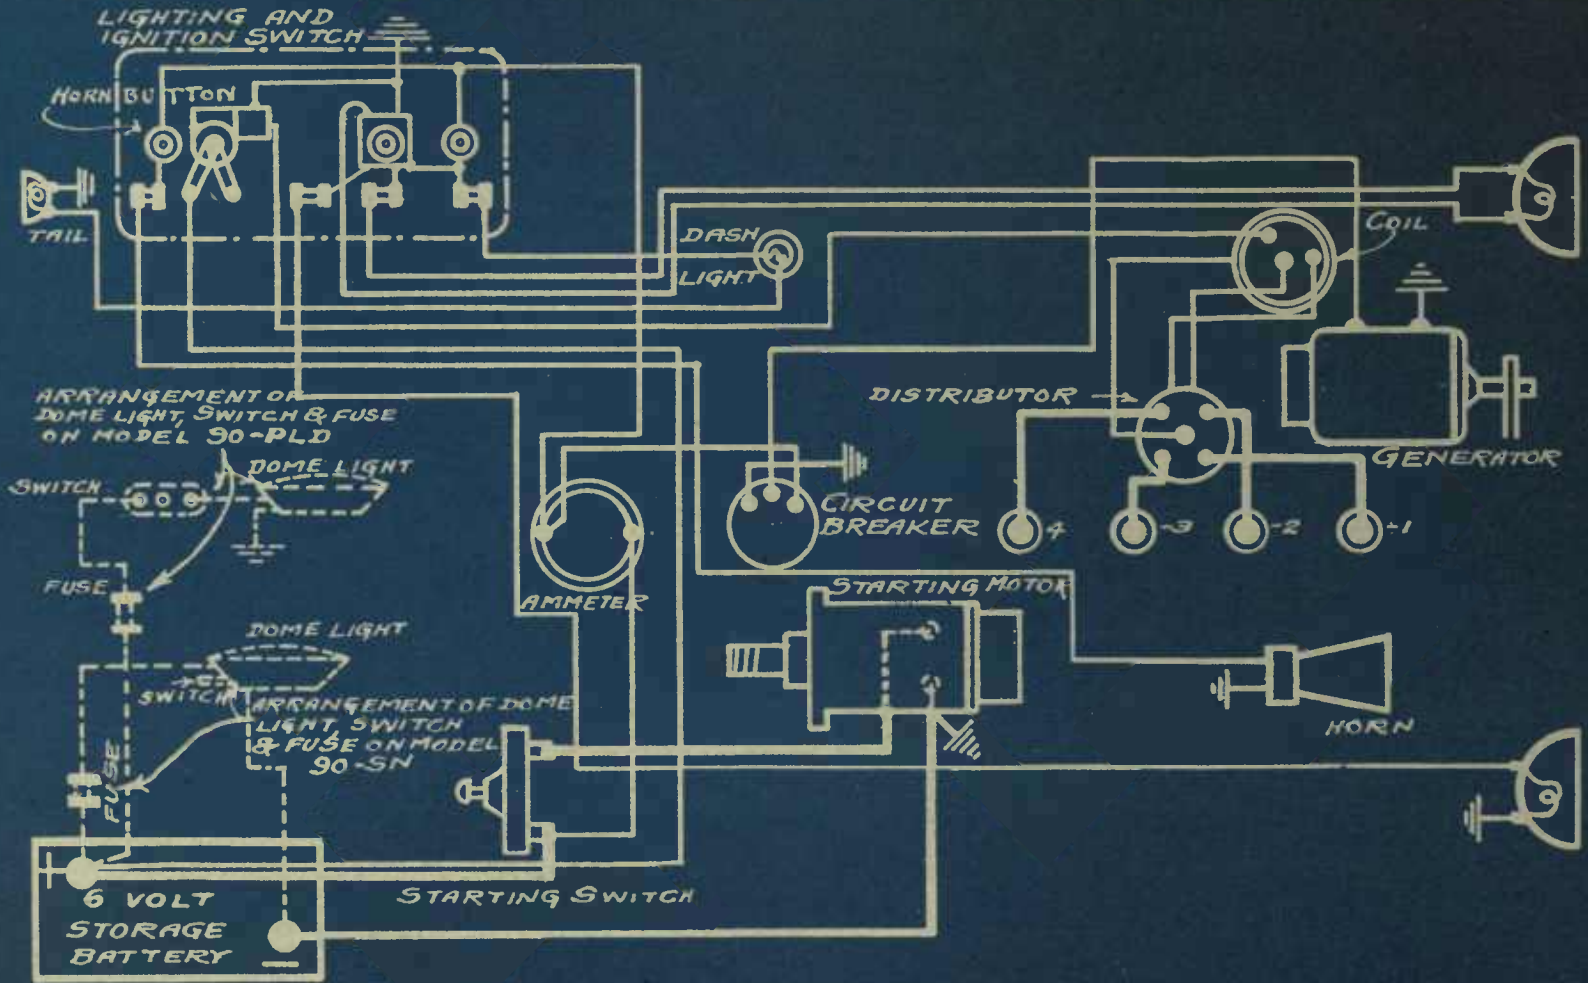 LIGHTING AND
IGNITION SWITCH
HORN BUTTON
TAIL
DASH
LIGHT
COIL
ARRANGEMENT OF
DOME LIGHT, SWITCH & FUSE
ON MODEL 90-PLD
DISTRIBUTOR
GENERATOR
SWITCH
DOME LIGHT
CIRCUIT
BREAKER
4
-3
-2
-1
FUSE
AMMETER
STARTING MOTOR
DOME LIGHT
SWITCH
ARRANGEMENT OF DOME
LIGHT, SWITCH
& FUSE ON MODEL
90-SN
HORN
FUSE
+
6 VOLT
STORAGE
BATTERY
-
STARTING SWITCH